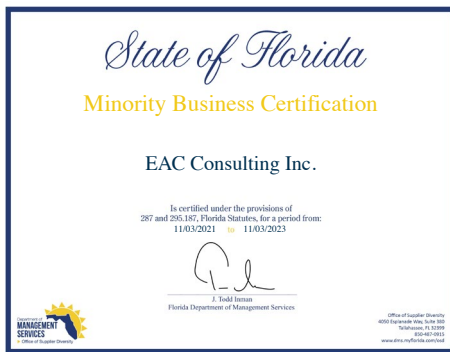 State of Florida
Minority Business Certification
EAC Consulting Inc.
Is certified under the provisions of
287 and 295.187, Florida Statutes, for a period from:
11/03/2021 to 11/03/2023
J. Todd Inman
Florida Department of Management Services
Department of
MANAGEMENT
SERVICES
Office of Supplier Diversity
Office of Supplier Diversity
4050 Esplanade Way, Suite 380
Tallahassee, FL 32399
850-487-0915
www.dms.myflorida.com/osd